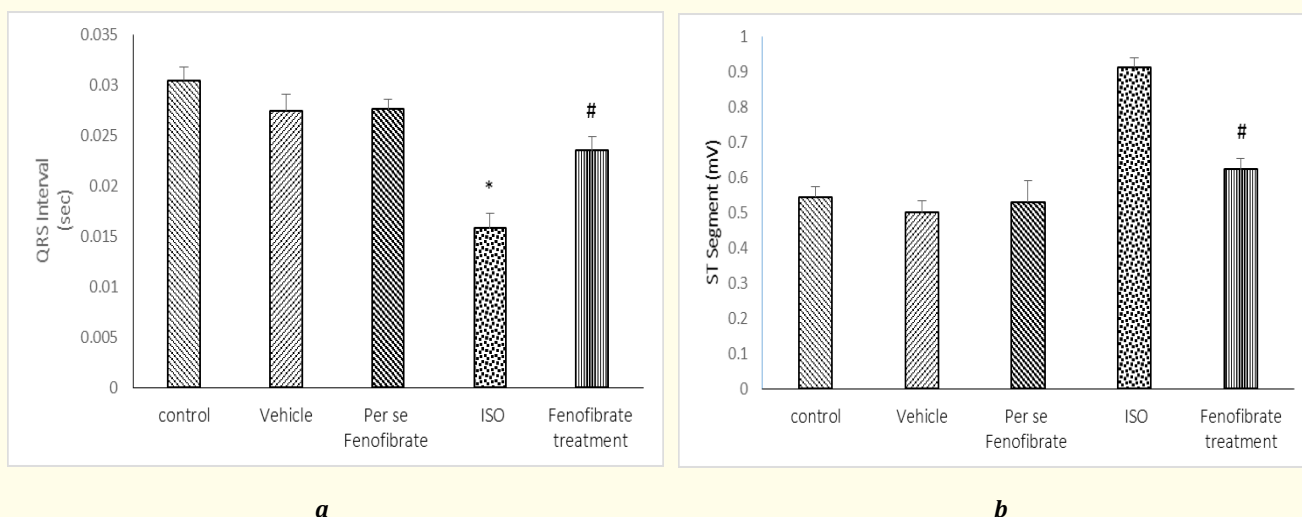 QRS Interval
(sec)
0.035
0.03
0.025
0.02
0.015
0.01
0.005
0
*
#
control
Vehicle
Per se
Fenofibrate
ISO
Fenofibrate
treatment
a
ST Segment (mV)
1
0.9
0.8
0.7
0.6
0.5
0.4
0.3
0.2
0.1
0
#
control
Vehicle
Per se
Fenofibrate
ISO
Fenofibrate
treatment
b